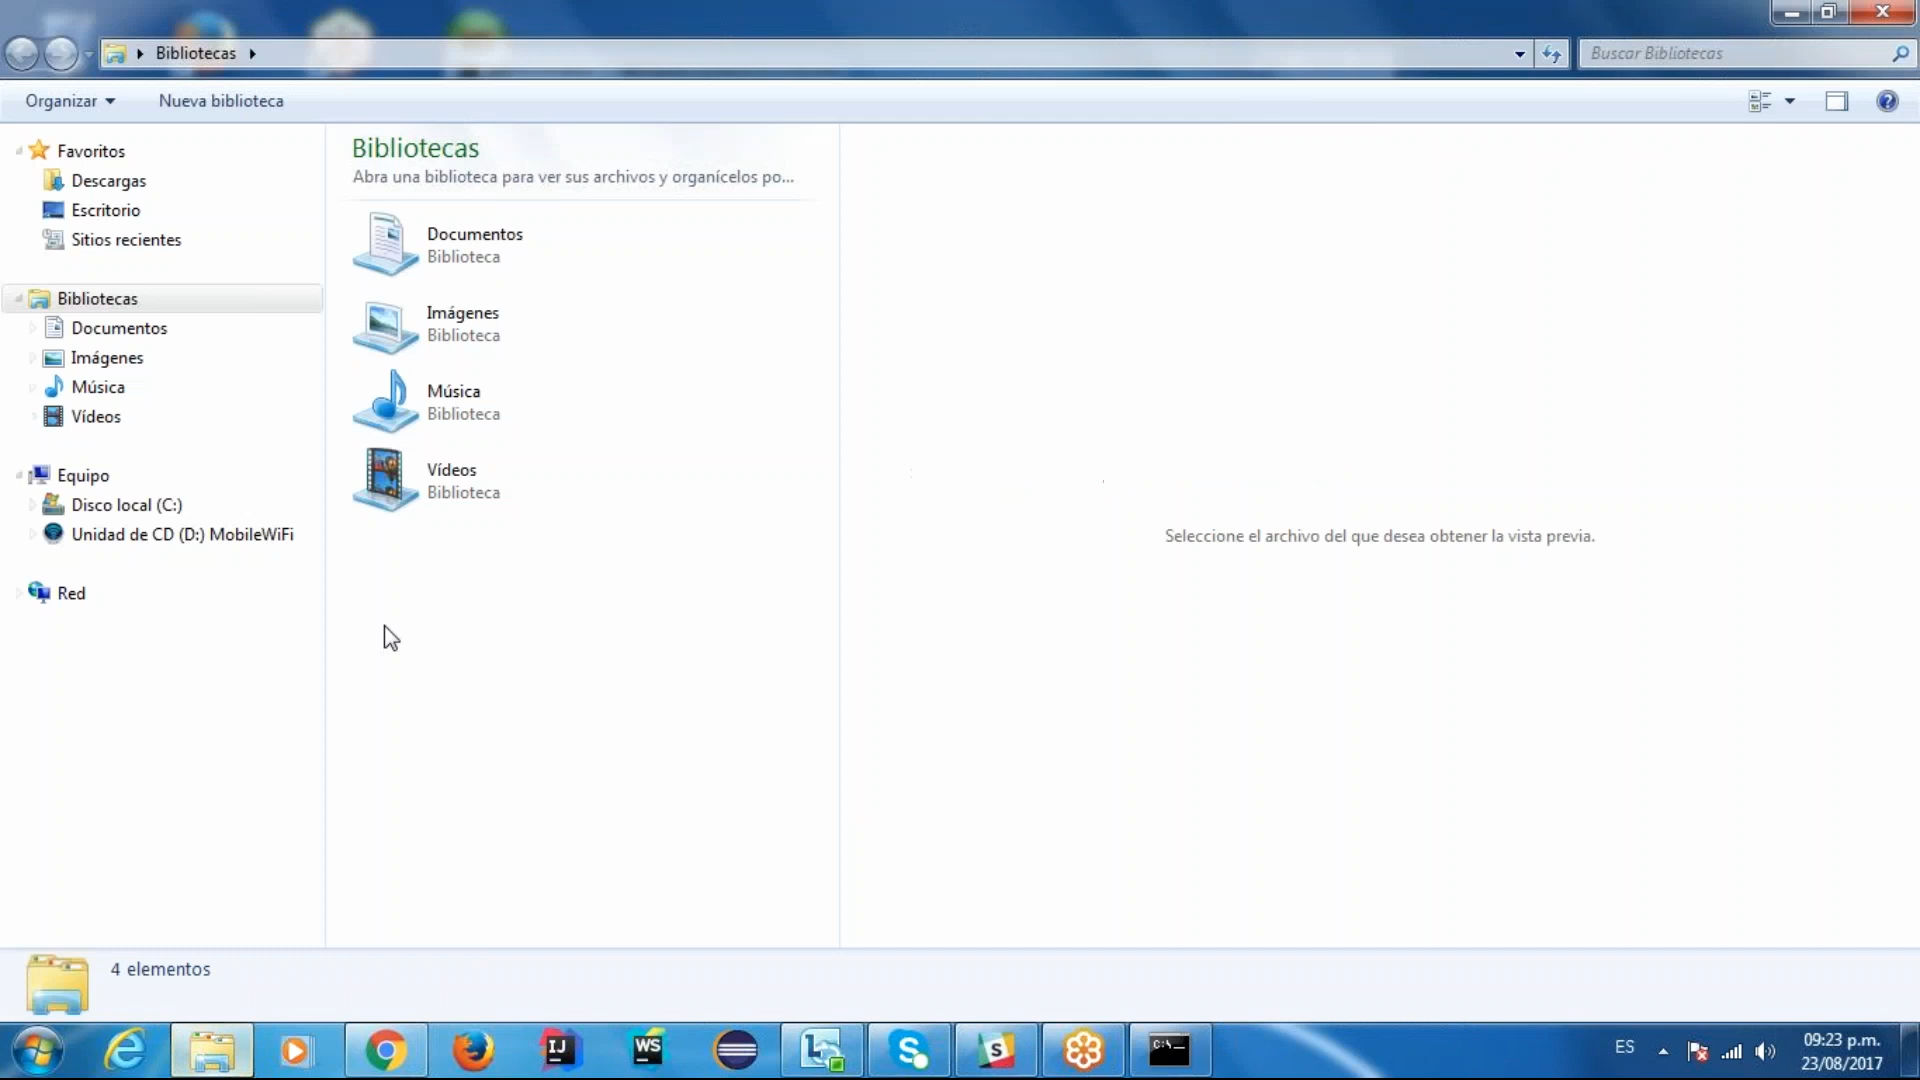 Bibliotecas
Buscar Bibliotecas
Organizar
Nueva biblioteca
Favoritos
Descargas
Escritorio
Sitios recientes
Bibliotecas
Documentos
Imágenes
Música
Vídeos
Equipo
Disco local (C:)
Unidad de CD (D:) MobileWiFi
Red
Bibliotecas
Abra una biblioteca para ver sus archivos y organícelos po...
Documentos
Biblioteca
Imágenes
Biblioteca
Música
Biblioteca
Vídeos
Biblioteca
Seleccione el archivo del que desea obtener la vista previa.
4 elementos
IJ
WS
S
S
C:\
ES
09:23 p.m.
23/08/2017